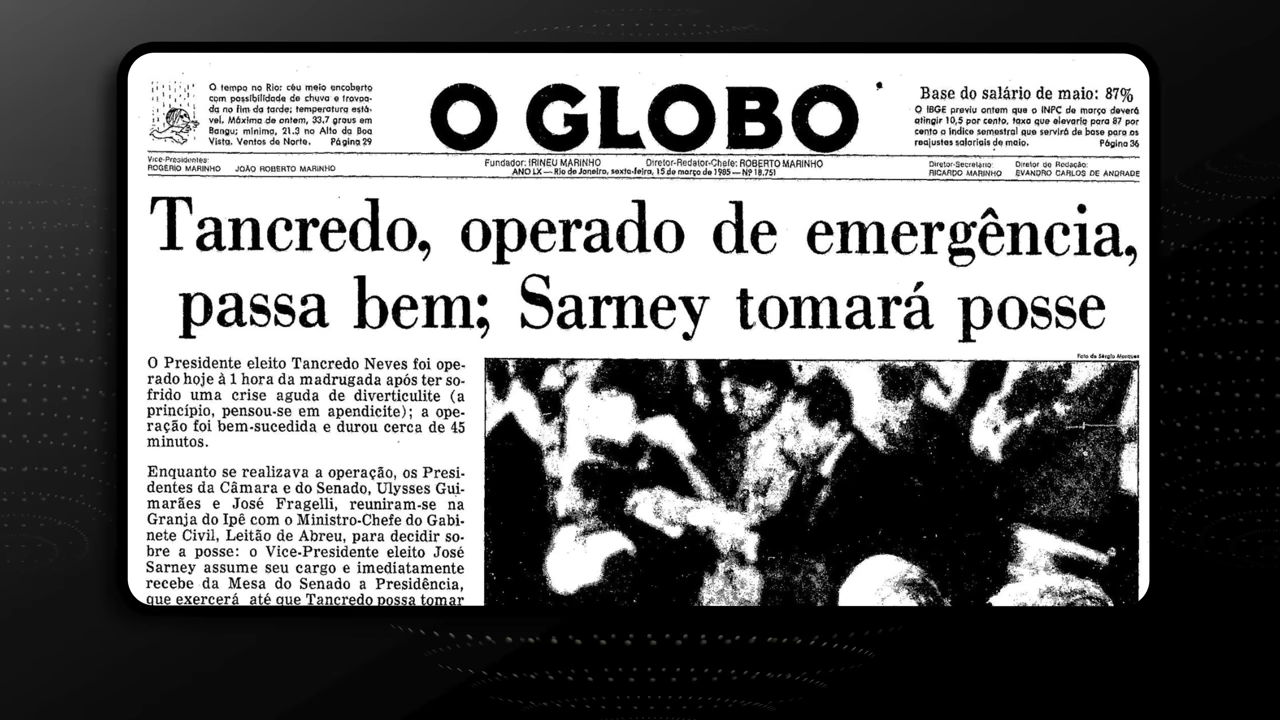 O tempo no Rio: céu meio encoberto
com possibilidade de chuva e trovoa-
da no fim da tarde; temperatura está-
vel. Máxima de ontem, 33.7 graus em
Bangu; mínima, 21.3 no Alto da Boa
Vista. Ventos de Norte. Página 29
O GLOBO
Base do salário de maio: 87%
O IBGE previu ontem que o INPC de março deverá
atingir 10,5 por cento, taxa que elevaria para 87 por
cento o índice semestral que servirá de base para os
reajustes salariais de maio. Página 36
Vice-Presidentes:
ROGERIO MARINHO JOÃO ROBERTO MARINHO
Fundador: IRINEU MARINHO Diretor-Redator-Chefe: ROBERTO MARINHO
ANO LX — Rio de Janeiro, sexta-feira, 15 de março de 1985 — Nº 18.751
Diretor-Secretário: Diretor de Redação:
RICARDO MARINHO EVANDRO CARLOS DE ANDRADE
Tancredo, operado de emergência,
passa bem; Sarney tomará posse
Foto de Sérgio Marques
O Presidente eleito Tancredo Neves foi ope-
rado hoje à 1 hora da madrugada após ter so-
frido uma crise aguda de diverticulite (a
princípio, pensou-se em apendicite); a ope-
ração foi bem-sucedida e durou cerca de 45
minutos.
Enquanto se realizava a operação, os Presi-
dentes da Câmara e do Senado, Ulysses Gui-
marães e José Fragelli, reuniram-se na
Granja do Ipê com o Ministro-Chefe do Gabi-
nete Civil, Leitão de Abreu, para decidir so-
bre a posse: o Vice-Presidente eleito José
Sarney assume seu cargo e imediatamente
recebe da Mesa do Senado a Presidência,
que exercerá até que Tancredo possa tomar